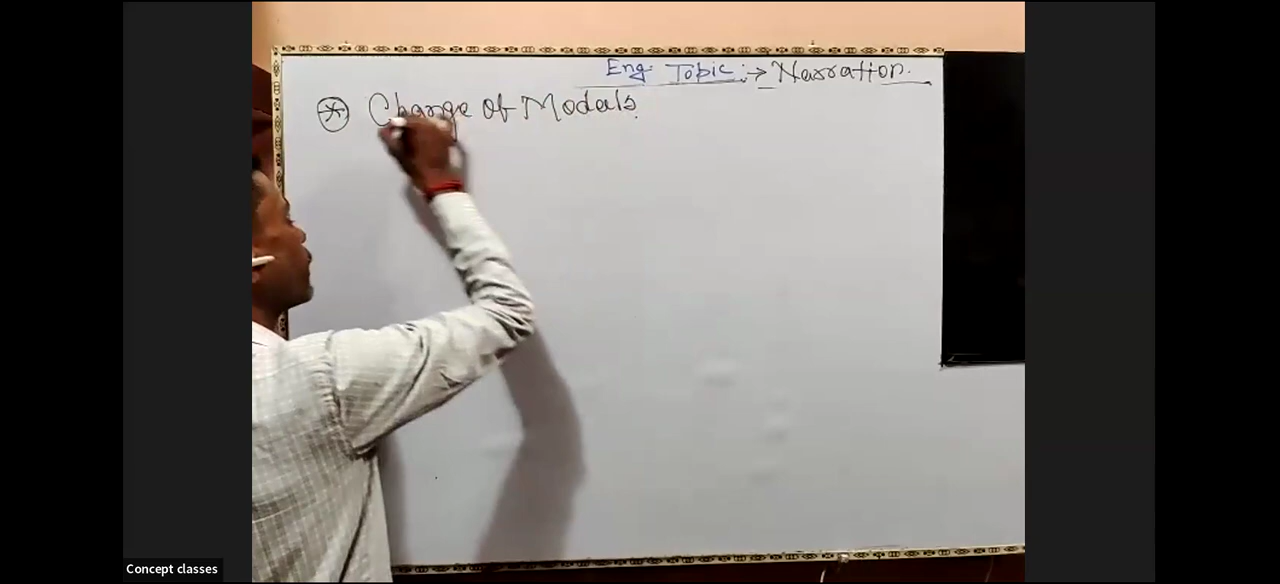 Eng. Topic :→ Narration.
⊛ Change of Modals.
Concept classes